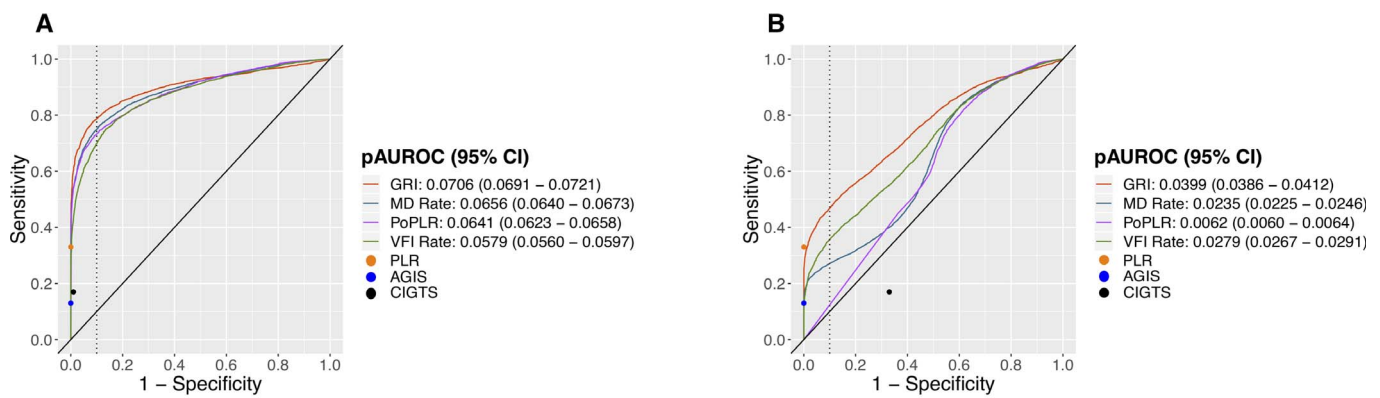 A
Sensitivity
1.0
0.8
0.6
0.4
0.2
0.0
0.0 0.2 0.4 0.6 0.8 1.0
1 − Specificity
pAUROC (95% CI)
GRI: 0.0706 (0.0691 − 0.0721)
MD Rate: 0.0656 (0.0640 − 0.0673)
PoPLR: 0.0641 (0.0623 − 0.0658)
VFI Rate: 0.0579 (0.0560 − 0.0597)
PLR
AGIS
CIGTS
B
Sensitivity
1.0
0.8
0.6
0.4
0.2
0.0
0.0 0.2 0.4 0.6 0.8 1.0
1 − Specificity
pAUROC (95% CI)
GRI: 0.0399 (0.0386 − 0.0412)
MD Rate: 0.0235 (0.0225 − 0.0246)
PoPLR: 0.0062 (0.0060 − 0.0064)
VFI Rate: 0.0279 (0.0267 − 0.0291)
PLR
AGIS
CIGTS